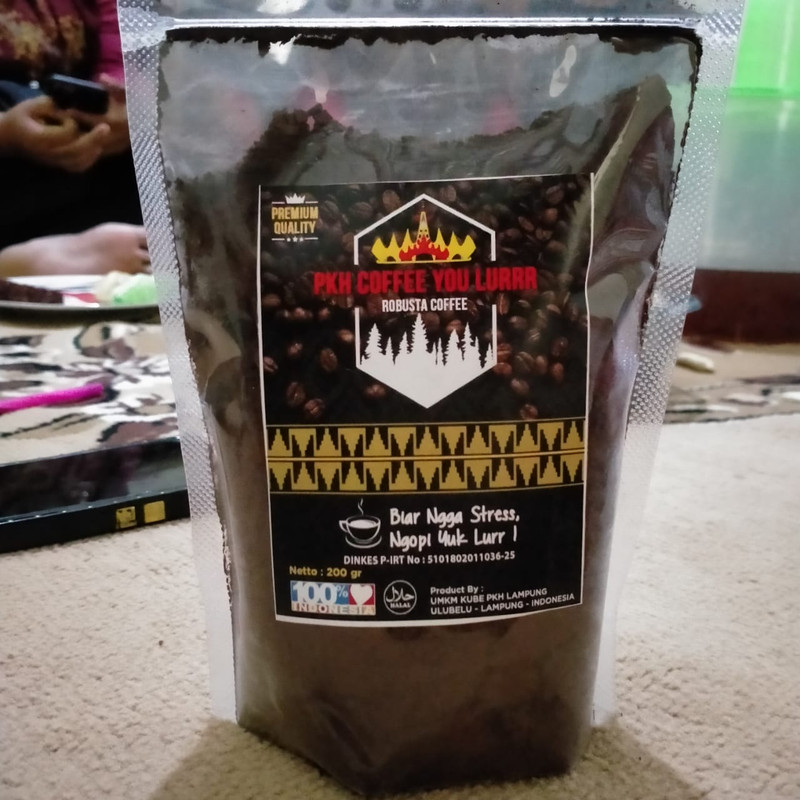 PREMIUM
QUALITY
PKH COFFEE YOU LURRR
ROBUSTA COFFEE
Biar Ngga Stress,
Ngopi Yuk Lurr !
DINKES P-IRT No : 5101802011036-25
Netto : 200 gr
100%
INDONESIA
حلال
HALAL
Product By :
UMKM KUBE PKH LAMPUNG
ULUBELU - LAMPUNG - INDONESIA